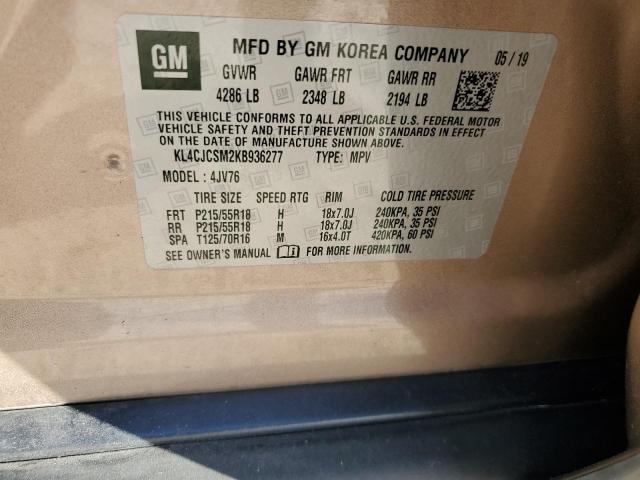 GM MFD BY GM KOREA COMPANY 05/19
GVWR GAWR FRT GAWR RR
4286 LB 2348 LB 2194 LB
THIS VEHICLE CONFORMS TO ALL APPLICABLE U.S. FEDERAL MOTOR
VEHICLE SAFETY AND THEFT PREVENTION STANDARDS IN EFFECT
ON THE DATE OF MANUFACTURE SHOWN ABOVE.
KL4CJCSM2KB936277 TYPE: MPV
MODEL: 4JV76
TIRE SIZE SPEED RTG RIM COLD TIRE PRESSURE
FRT P215/55R18 H 18x7.0J 240KPA, 35 PSI
RR P215/55R18 H 18x7.0J 240KPA, 35 PSI
SPA T125/70R16 M 16x4.0T 420KPA, 60 PSI
SEE OWNER'S MANUAL FOR MORE INFORMATION